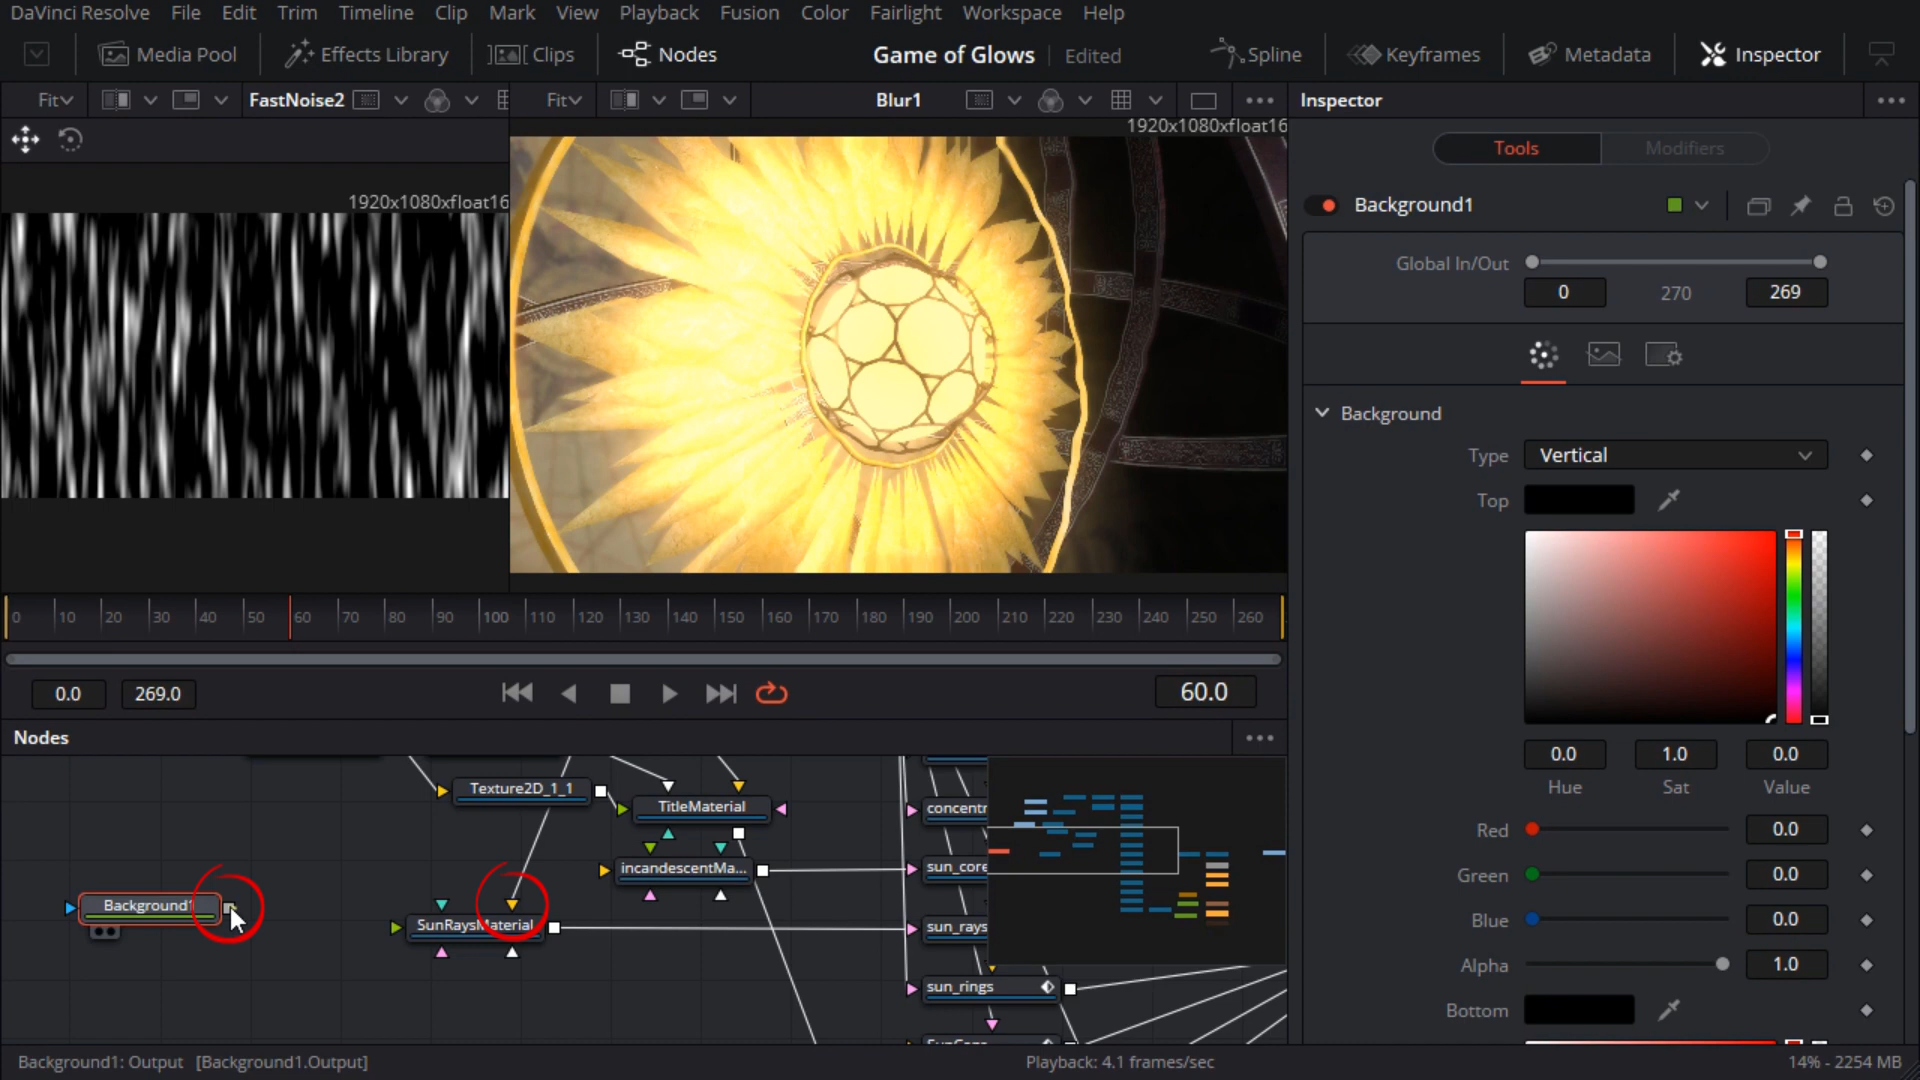 DaVinci Resolve File Edit Trim Timeline Clip Mark View Playback Fusion Color Fairlight Workspace Help
Media Pool Effects Library Clips Nodes Game of Glows Edited Spline Keyframes Metadata Inspector
Fit FastNoise2 Fit Blur1 Inspector
1920x1080xfloat16
Tools Modifiers
1920x1080xfloat16
Background1
Global In/Out
0 270 269
Background
Type Vertical
Top
0 10 20 30 40 50 60 70 80 90 100 110 120 130 140 150 160 170 180 190 200 210 220 230 240 250 260
0.0 269.0 60.0
Nodes
0.0 1.0 0.0
Hue Sat Value
Texture2D_1_1
TitleMaterial
concentr
Red 0.0
incandescentMa...
sun_core
Green 0.0
Background1
SunRaysMaterial
sun_rays
Blue 0.0
Alpha 1.0
sun_rings
Bottom
Background1: Output [Background1.Output] Playback: 4.1 frames/sec 14% - 2254 MB